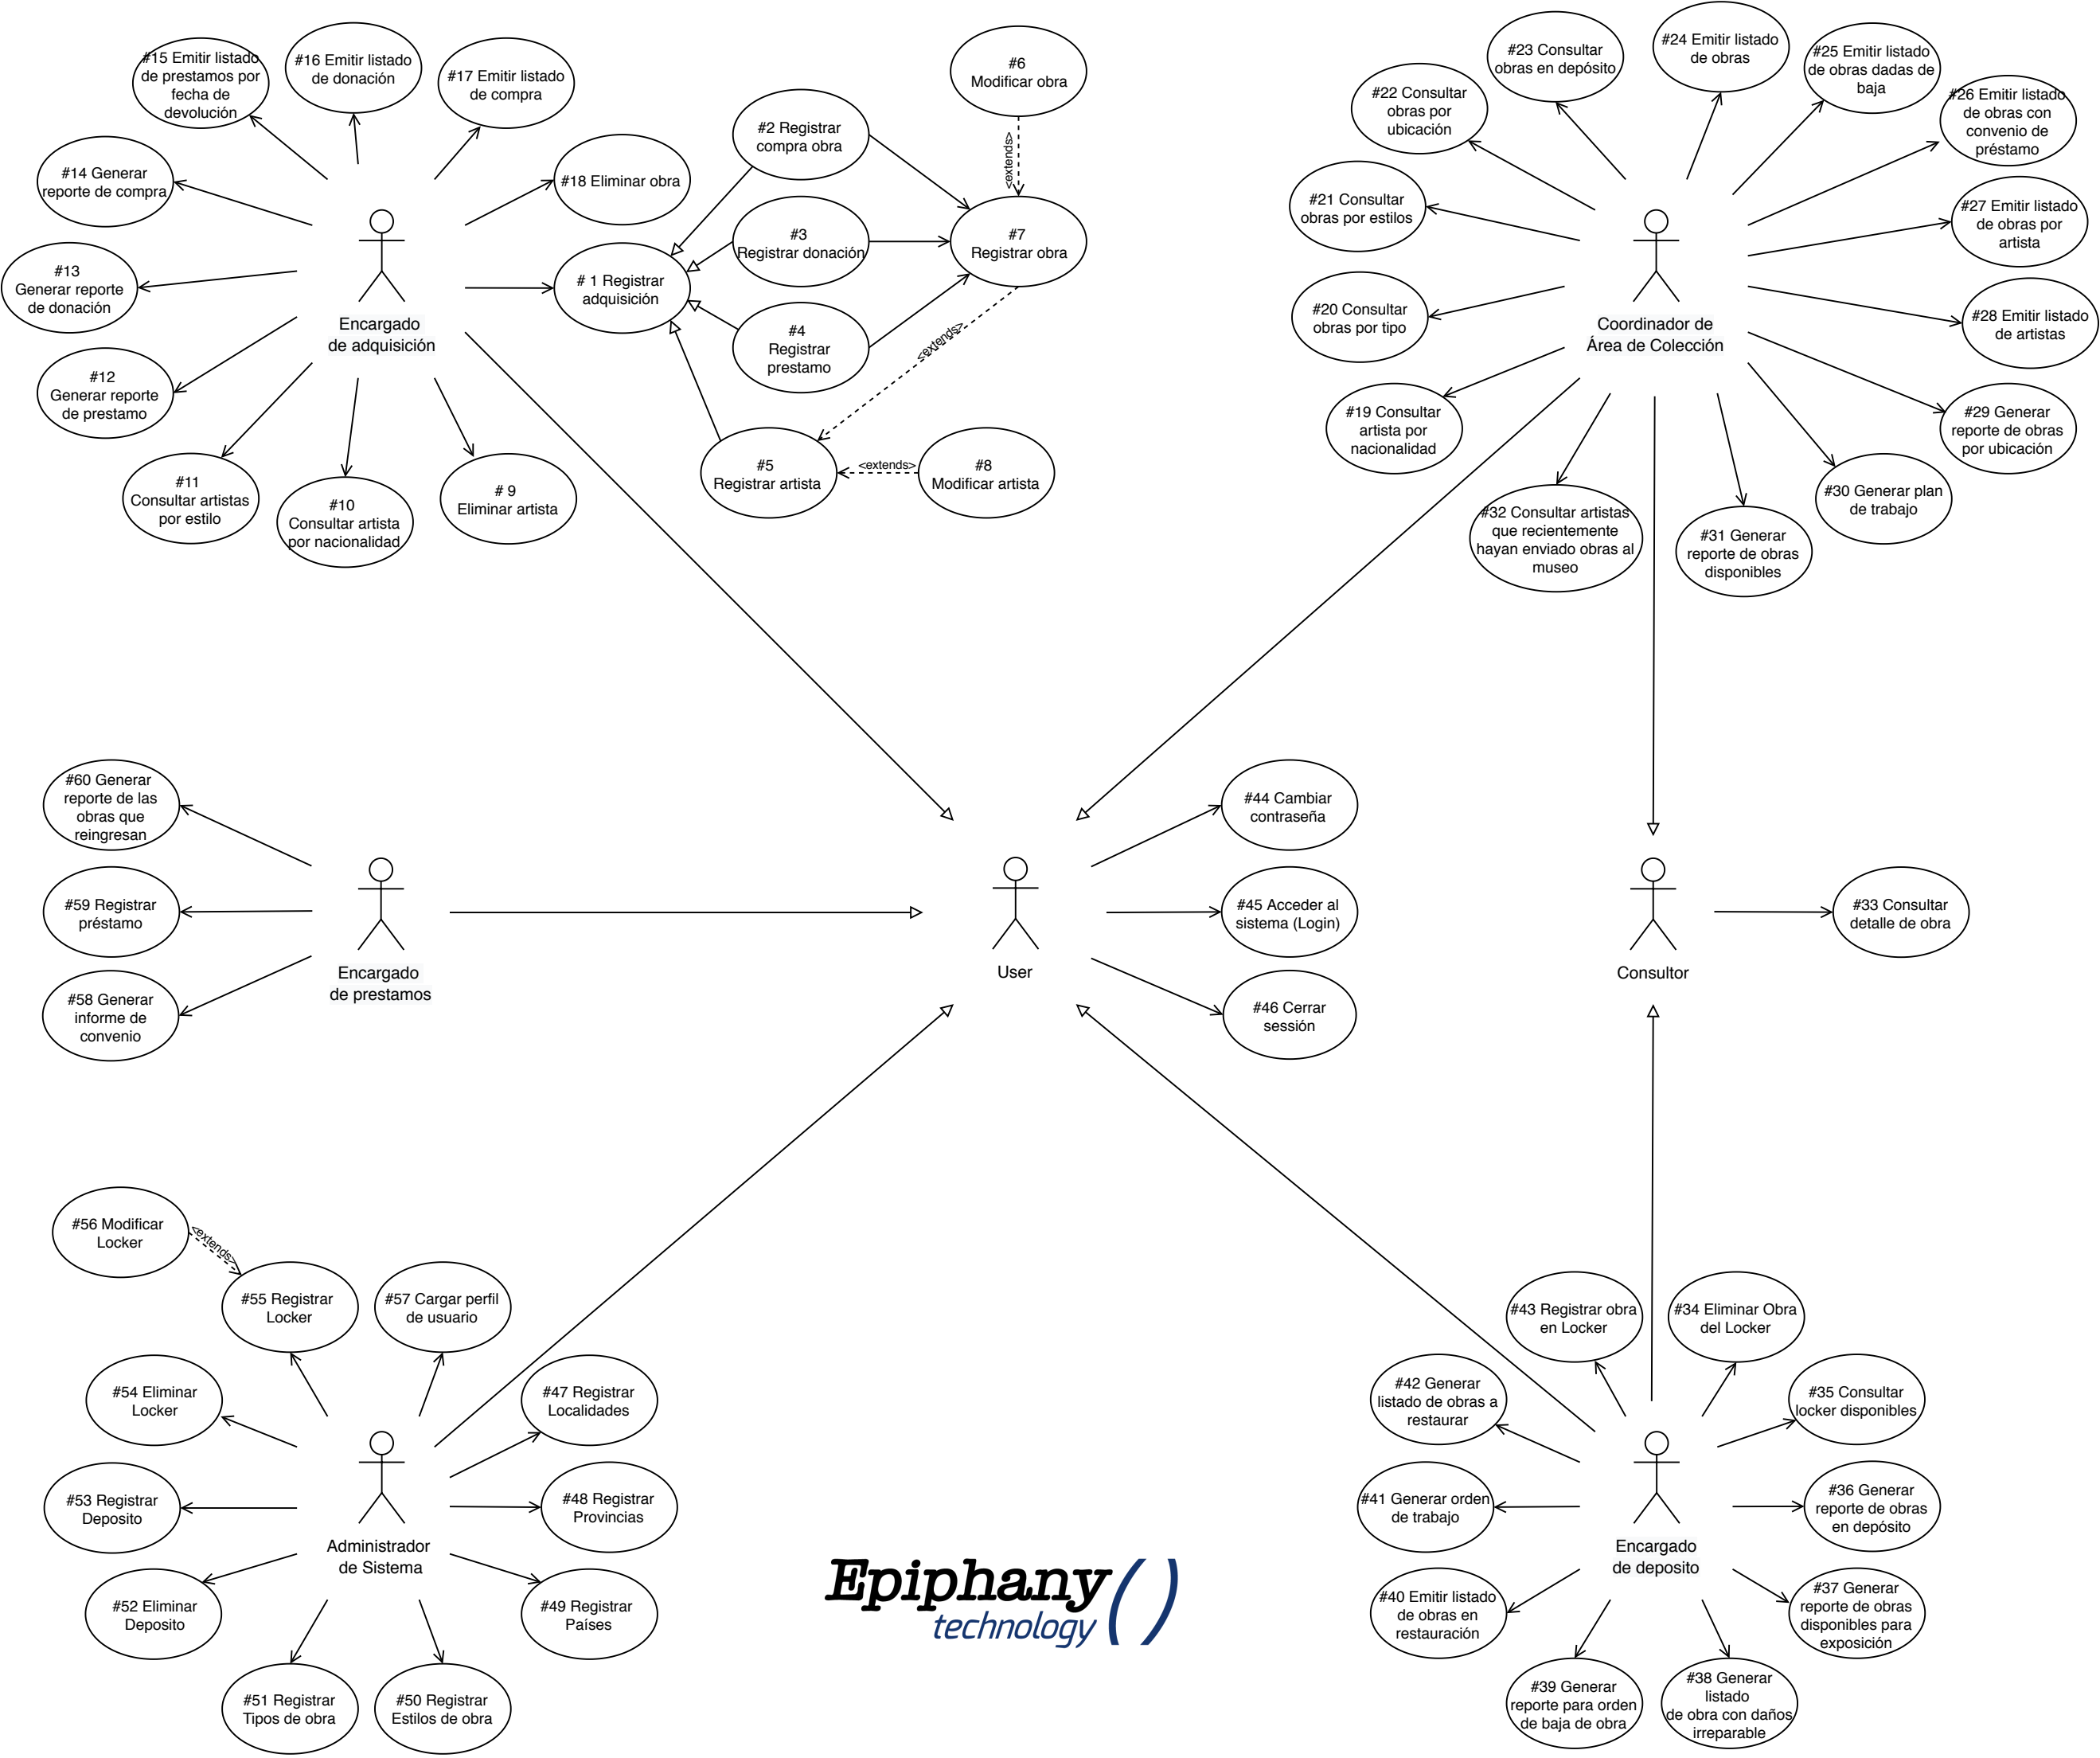 #15 Emitir listado
de prestamos por
fecha de
devolución
#16 Emitir listado
de donación
#17 Emitir listado
de compra
#14 Generar
reporte de compra
#18 Eliminar obra
#13
Generar reporte
de donación
Encargado
de adquisición
#12
Generar reporte
de prestamo
#11
Consultar artistas
por estilo
#10
Consultar artista
por nacionalidad
# 9
Eliminar artista
# 1 Registrar
adquisición
#2 Registrar
compra obra
#3
Registrar donación
#4
Registrar
prestamo
#5
Registrar artista
#6
Modificar obra
<extends>
#7
Registrar obra
<extends>
<extends>
#8
Modificar artista
#23 Consultar
obras en depósito
#24 Emitir listado
de obras
#25 Emitir listado
de obras dadas de
baja
#22 Consultar
obras por
ubicación
#26 Emitir listado
de obras con
convenio de
préstamo
#21 Consultar
obras por estilos
#27 Emitir listado
de obras por
artista
#20 Consultar
obras por tipo
Coordinador de
Área de Colección
#28 Emitir listado
de artistas
#19 Consultar
artista por
nacionalidad
#29 Generar
reporte de obras
por ubicación
#32 Consultar artistas
que recientemente
hayan enviado obras al
museo
#31 Generar
reporte de obras
disponibles
#30 Generar plan
de trabajo
#60 Generar
reporte de las
obras que
reingresan
#59 Registrar
préstamo
#58 Generar
informe de
convenio
Encargado
de prestamos
User
#44 Cambiar
contraseña
#45 Acceder al
sistema (Login)
#46 Cerrar
sessión
Consultor
#33 Consultar
detalle de obra
#56 Modificar
Locker
<extends>
#55 Registrar
Locker
#57 Cargar perfil
de usuario
#54 Eliminar
Locker
#47 Registrar
Localidades
#53 Registrar
Deposito
#48 Registrar
Provincias
Administrador
de Sistema
#52 Eliminar
Deposito
#49 Registrar
Países
#51 Registrar
Tipos de obra
#50 Registrar
Estilos de obra
Epiphany()
technology
#43 Registrar obra
en Locker
#34 Eliminar Obra
del Locker
#42 Generar
listado de obras a
restaurar
#35 Consultar
locker disponibles
#41 Generar orden
de trabajo
#36 Generar
reporte de obras
en depósito
Encargado
de deposito
#40 Emitir listado
de obras en
restauración
#37 Generar
reporte de obras
disponibles para
exposición
#39 Generar
reporte para orden
de baja de obra
#38 Generar
listado
de obra con daños
irreparable